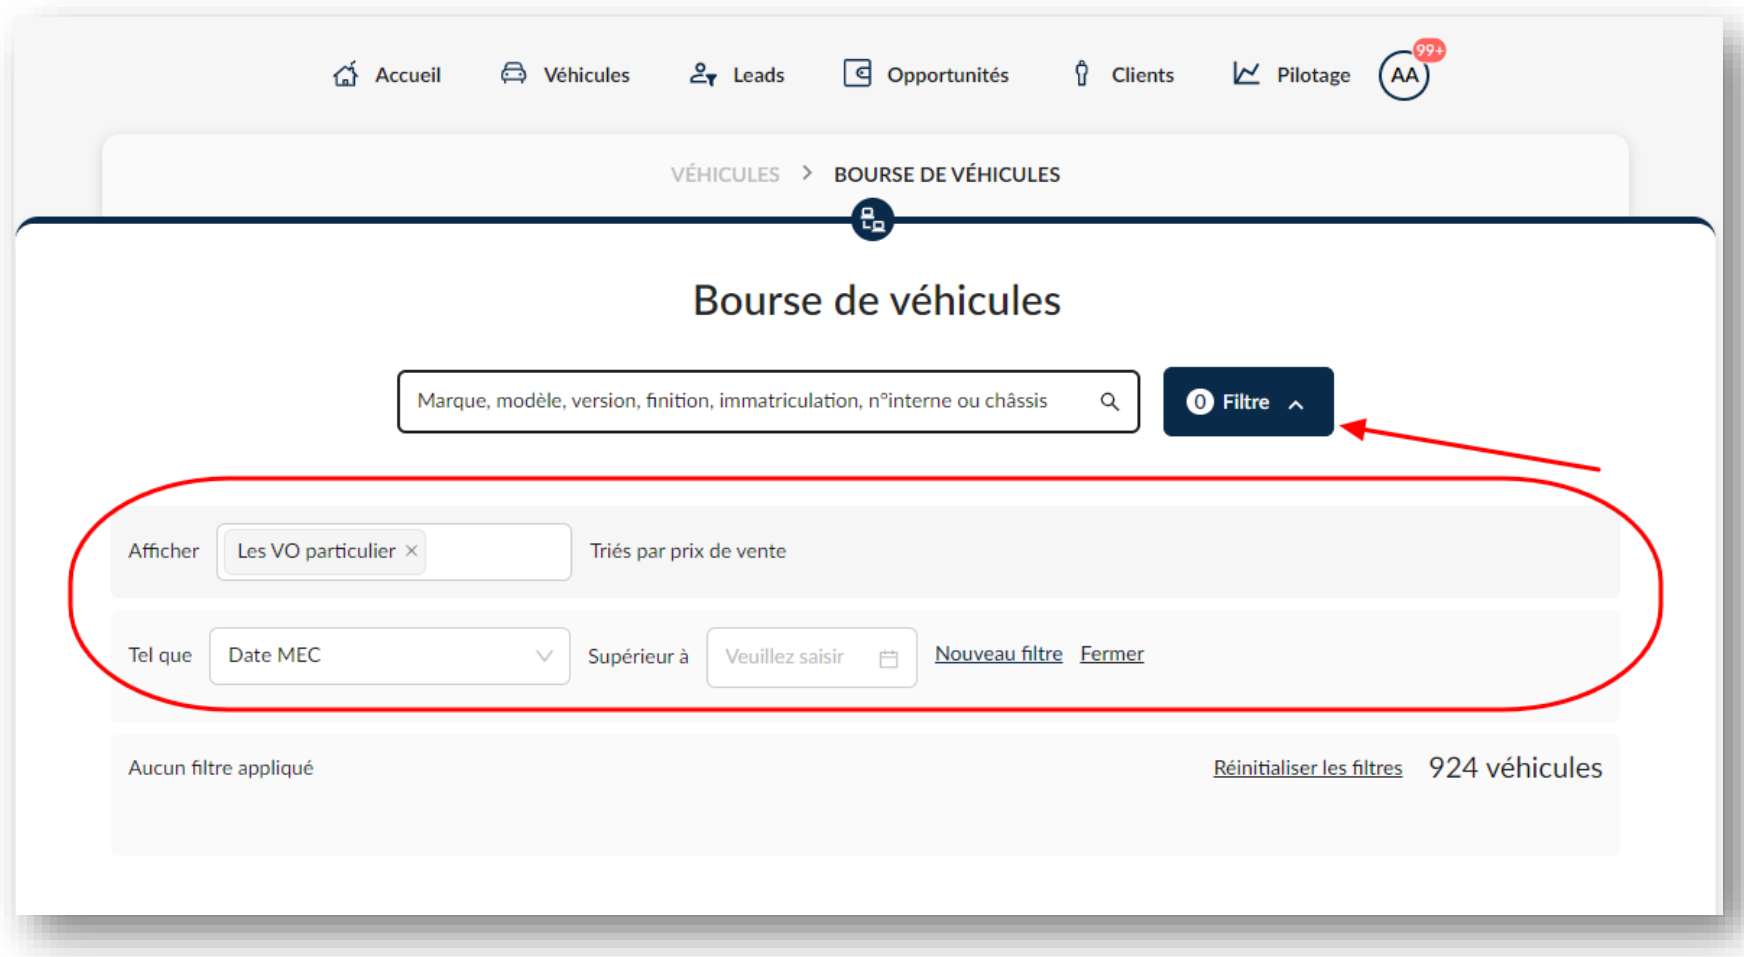 Accueil Véhicules Leads Opportunités Clients Pilotage AA 99+
VÉHICULES > BOURSE DE VÉHICULES
Bourse de véhicules
Marque, modèle, version, finition, immatriculation, n°interne ou châssis 0 Filtre
Afficher Les VO particulier × Triés par prix de vente
Tel que Date MEC Supérieur à Veuillez saisir Nouveau filtre Fermer
Aucun filtre appliqué Réinitialiser les filtres 924 véhicules